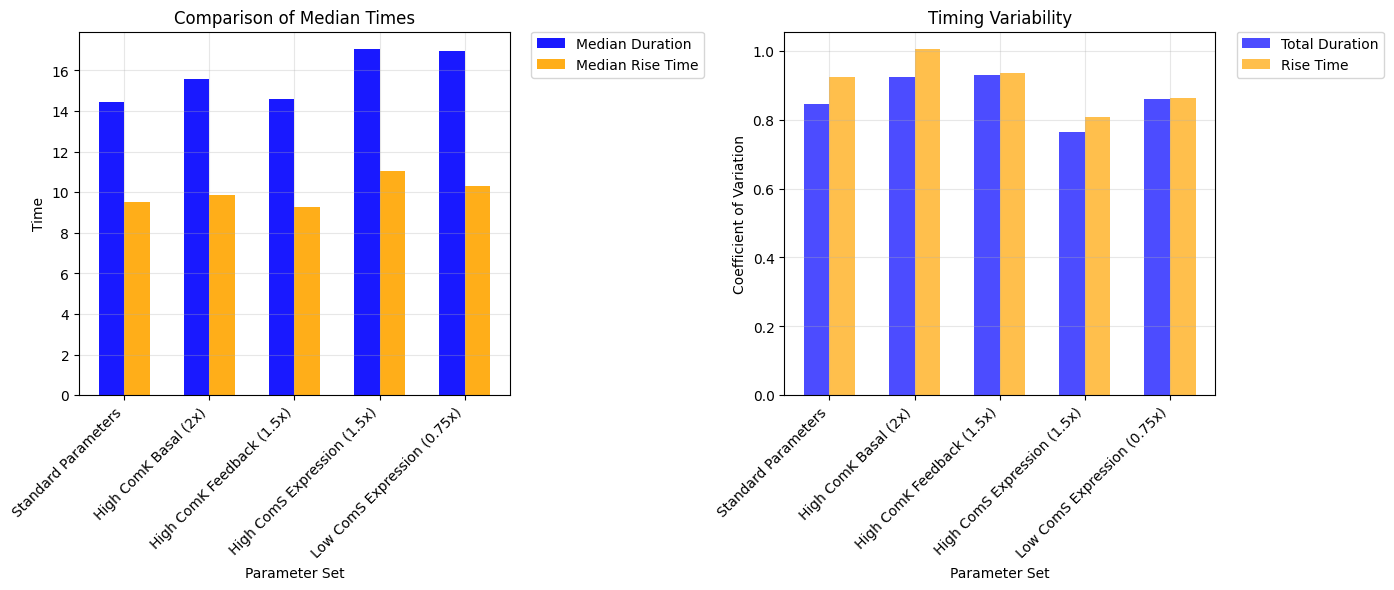 Comparison of Median Times
Time
16
14
12
10
8
6
4
2
0
Standard Parameters
High ComK Basal (2x)
High ComK Feedback (1.5x)
High ComS Expression (1.5x)
Low ComS Expression (0.75x)
Parameter Set
Median Duration
Median Rise Time
Timing Variability
Coefficient of Variation
1.0
0.8
0.6
0.4
0.2
0.0
Standard Parameters
High ComK Basal (2x)
High ComK Feedback (1.5x)
High ComS Expression (1.5x)
Low ComS Expression (0.75x)
Parameter Set
Total Duration
Rise Time